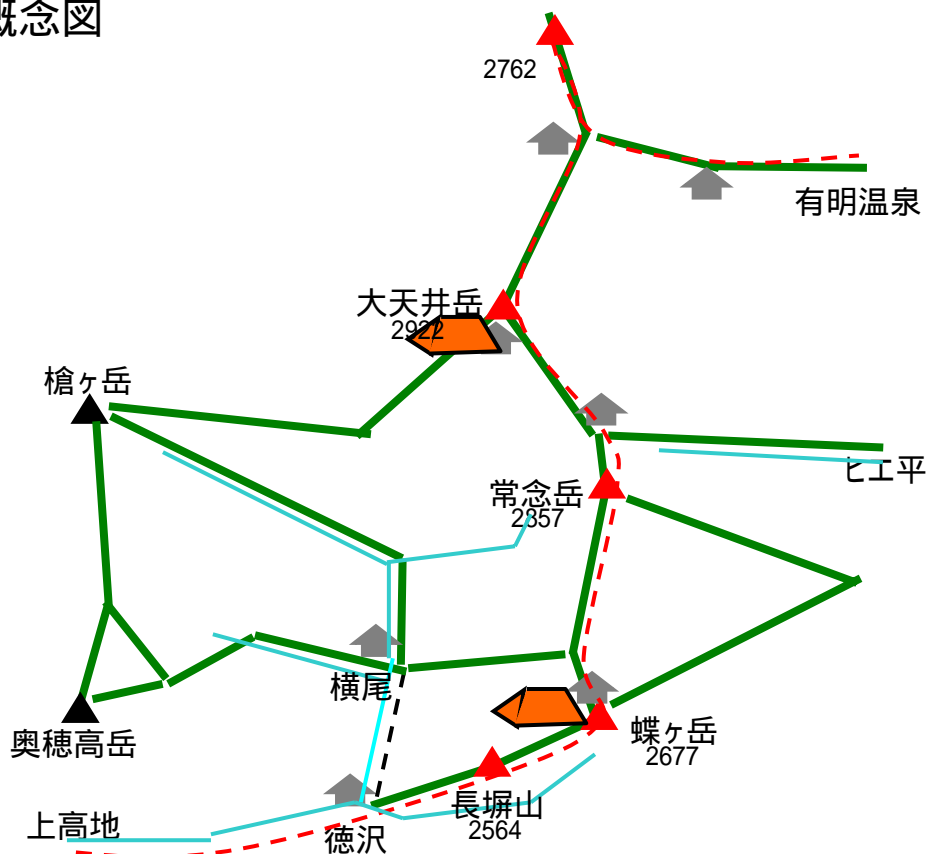 概念図
2762
有明温泉
大天井岳
2922
槍ヶ岳
ヒエ平
常念岳
2857
横尾
奥穂高岳
蝶ヶ岳
2677
長塀山
2564
上高地
徳沢